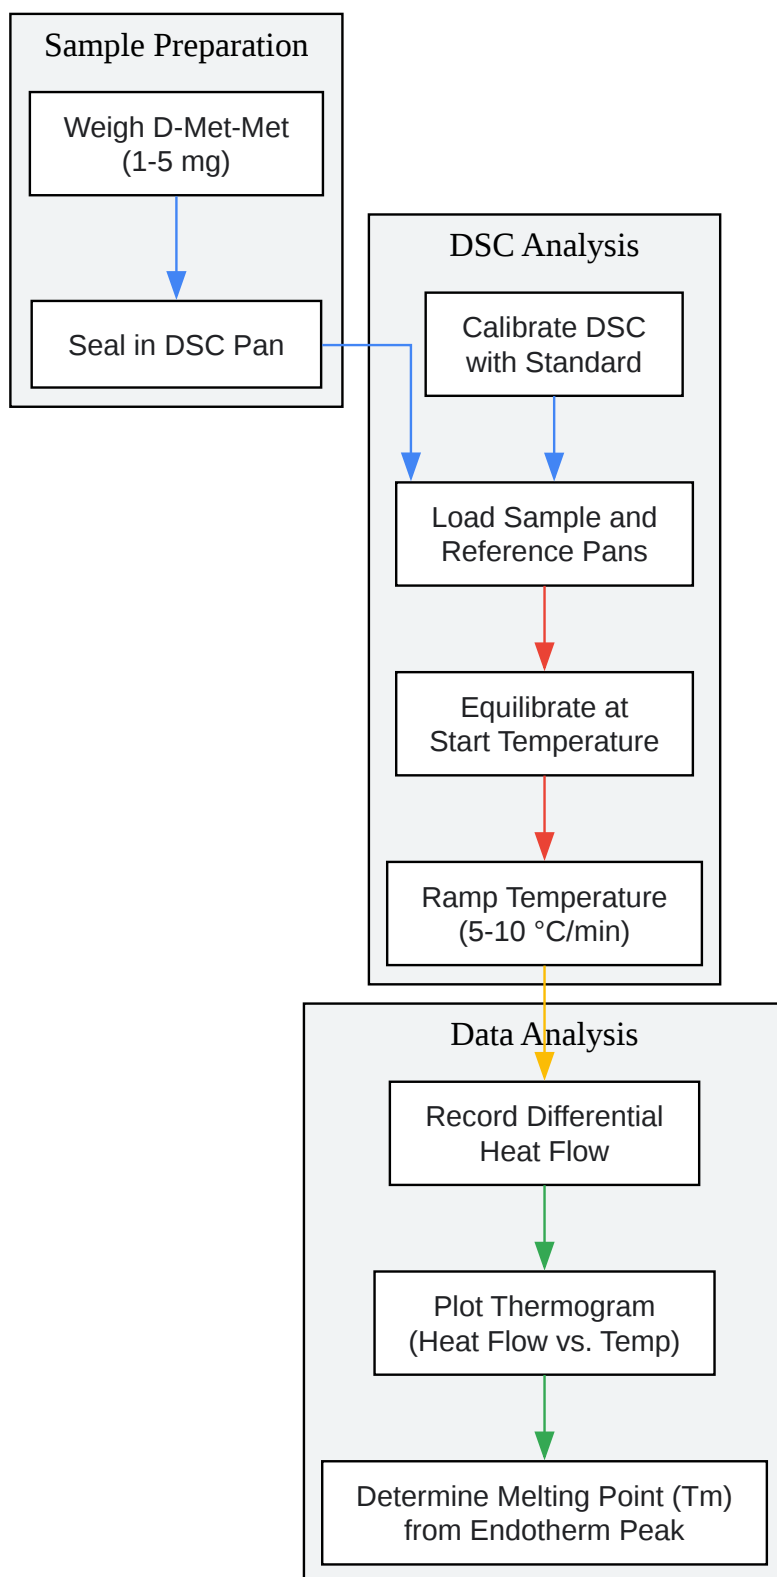 Sample Preparation
Weigh D-Met-Met
(1-5 mg)
Seal in DSC Pan
DSC Analysis
Calibrate DSC
with Standard
Load Sample and
Reference Pans
Equilibrate at
Start Temperature
Ramp Temperature
(5-10 °C/min)
Data Analysis
Record Differential
Heat Flow
Plot Thermogram
(Heat Flow vs. Temp)
Determine Melting Point (Tm)
from Endotherm Peak